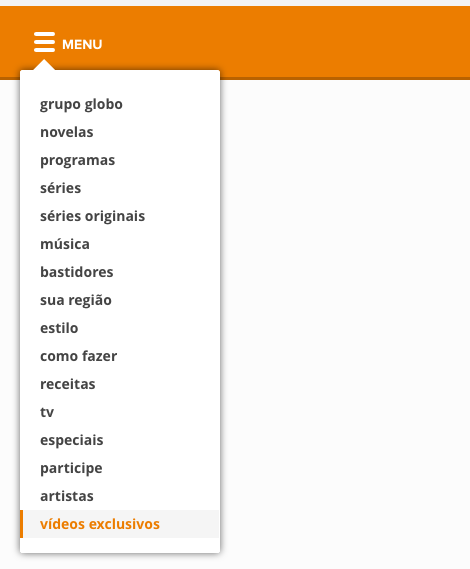 MENU
grupo globo
novelas
programas
séries
séries originais
música
bastidores
sua região
estilo
como fazer
receitas
tv
especiais
participe
artistas
vídeos exclusivos